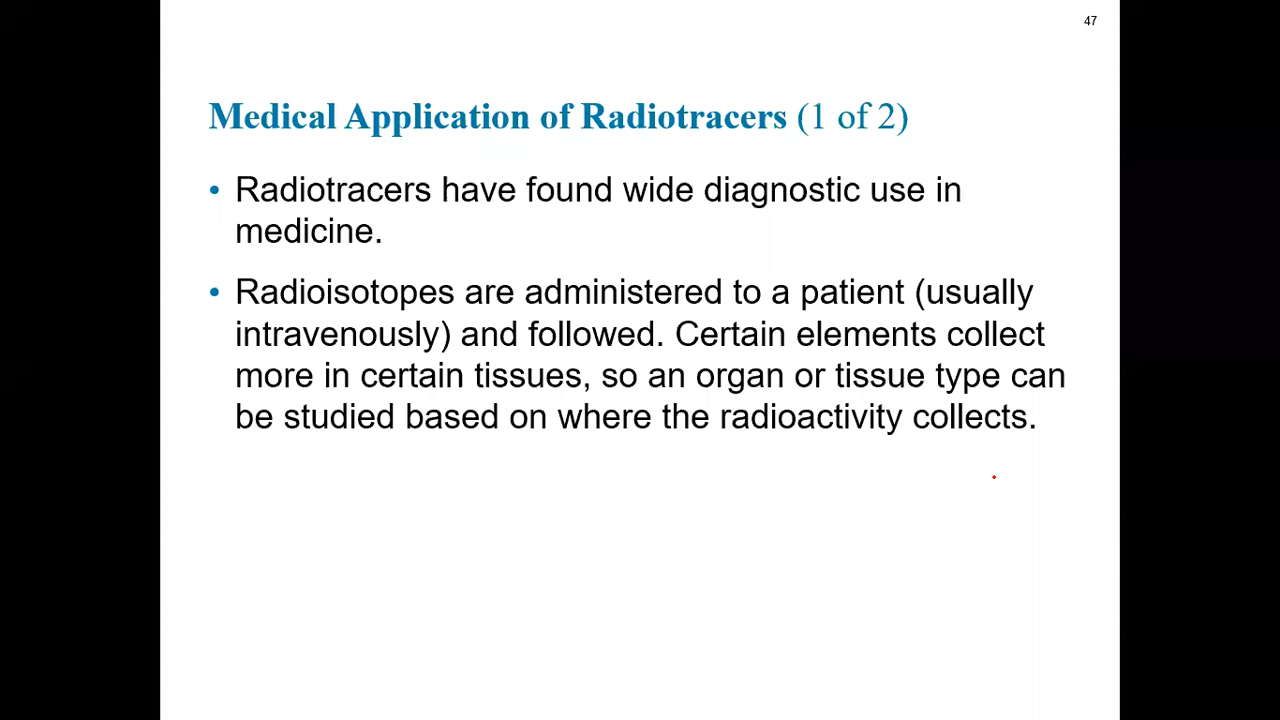 47
Medical Application of Radiotracers (1 of 2)
• Radiotracers have found wide diagnostic use in
medicine.
• Radioisotopes are administered to a patient (usually
intravenously) and followed. Certain elements collect
more in certain tissues, so an organ or tissue type can
be studied based on where the radioactivity collects.